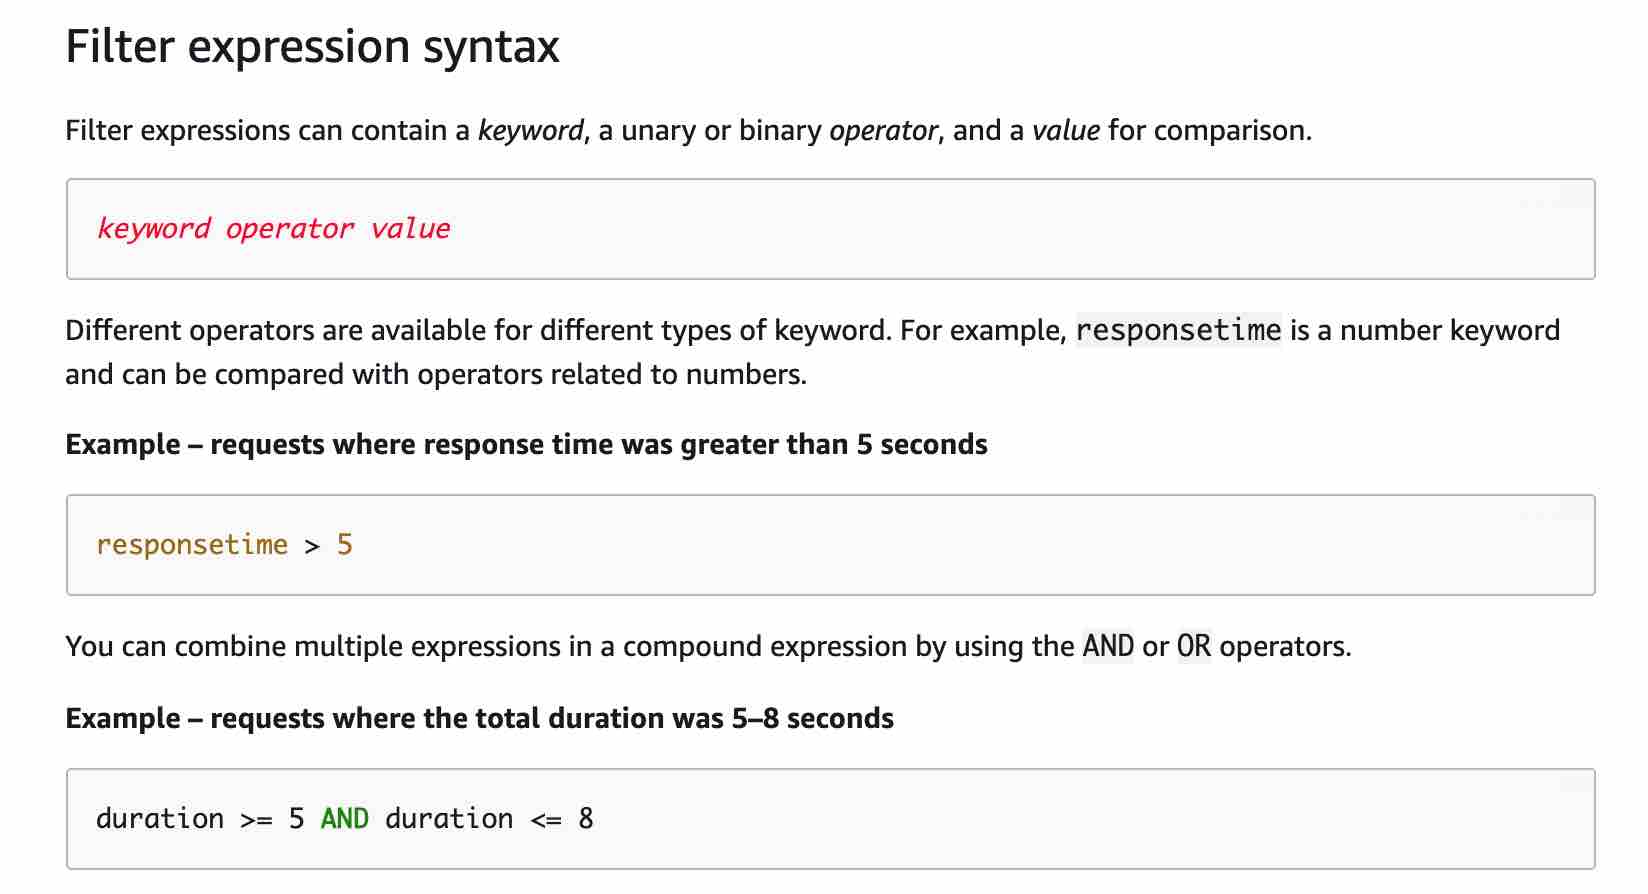 Filter expression syntax
Filter expressions can contain a keyword, a unary or binary operator, and a value for comparison.
keyword operator value
Different operators are available for different types of keyword. For example, responsetime is a number keyword
and can be compared with operators related to numbers.
Example – requests where response time was greater than 5 seconds
responsetime > 5
You can combine multiple expressions in a compound expression by using the AND or OR operators.
Example – requests where the total duration was 5–8 seconds
duration >= 5 AND duration <= 8